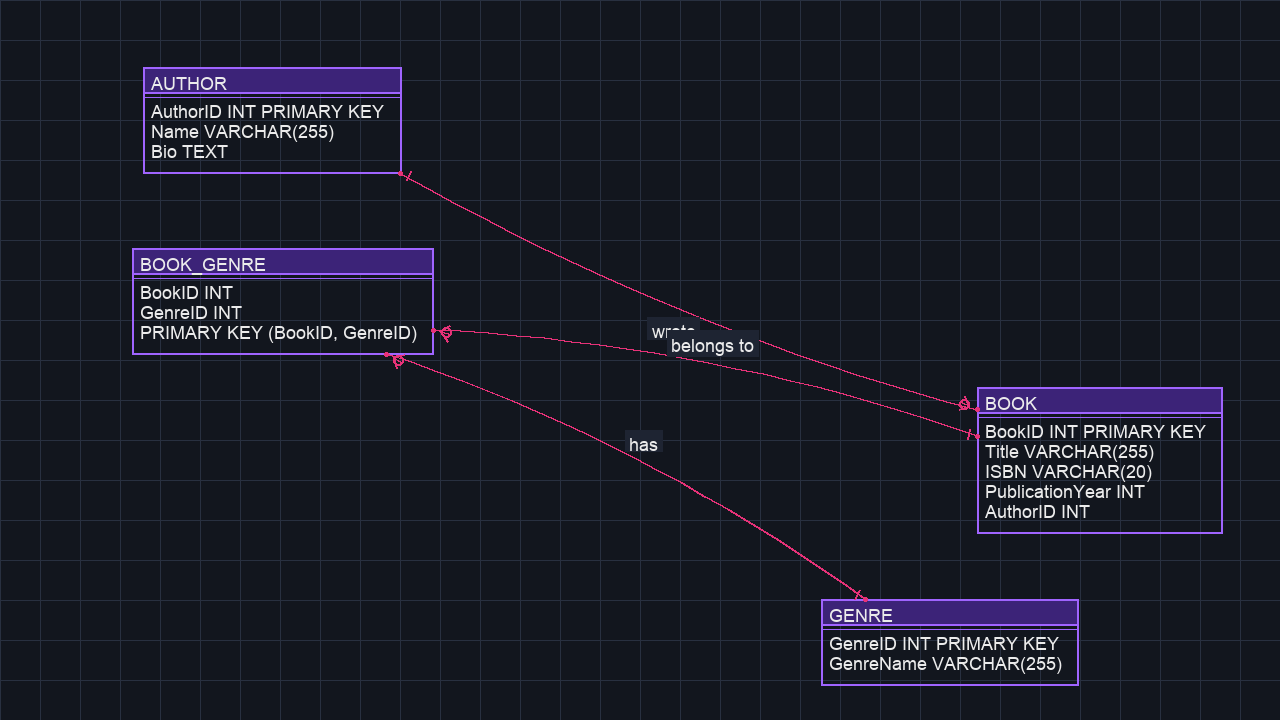 AUTHOR
AuthorID INT PRIMARY KEY
Name VARCHAR(255)
Bio TEXT
BOOK_GENRE
BookID INT
GenreID INT
PRIMARY KEY (BookID, GenreID)
wrote
belongs to
BOOK
BookID INT PRIMARY KEY
Title VARCHAR(255)
ISBN VARCHAR(20)
PublicationYear INT
AuthorID INT
has
GENRE
GenreID INT PRIMARY KEY
GenreName VARCHAR(255)